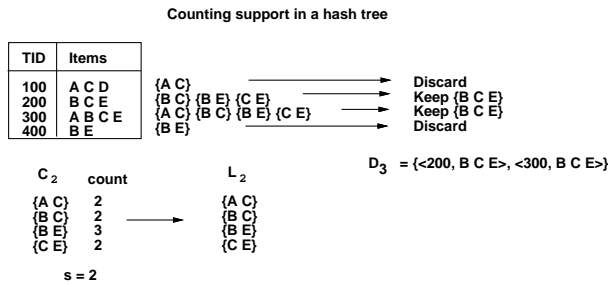 Counting support in a hash tree
TID Items
100 A C D {A C} Discard
200 B C E {B C} {B E} {C E} Keep {B C E}
300 A B C E {A C} {B C} {B E} {C E} Keep {B C E}
400 B E {B E} Discard
D3 = {<200, B C E>, <300, B C E>}
C2 count L2
{A C} 2 {A C}
{B C} 2 {B C}
{B E} 3 {B E}
{C E} 2 {C E}
s = 2